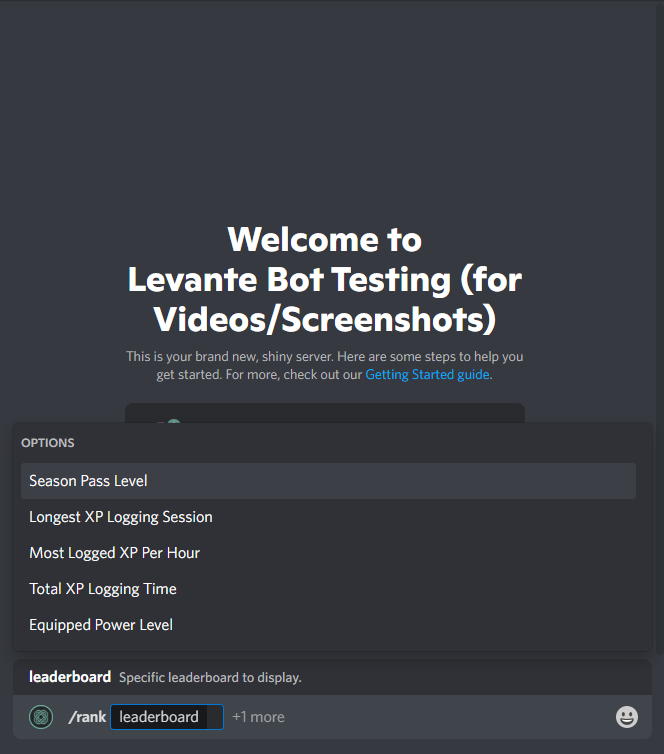 Welcome to
Levante Bot Testing (for
Videos/Screenshots)
This is your brand new, shiny server. Here are some steps to help you
get started. For more, check out our Getting Started guide.
OPTIONS
Season Pass Level
Longest XP Logging Session
Most Logged XP Per Hour
Total XP Logging Time
Equipped Power Level
leaderboard Specific leaderboard to display.
/rank leaderboard +1 more